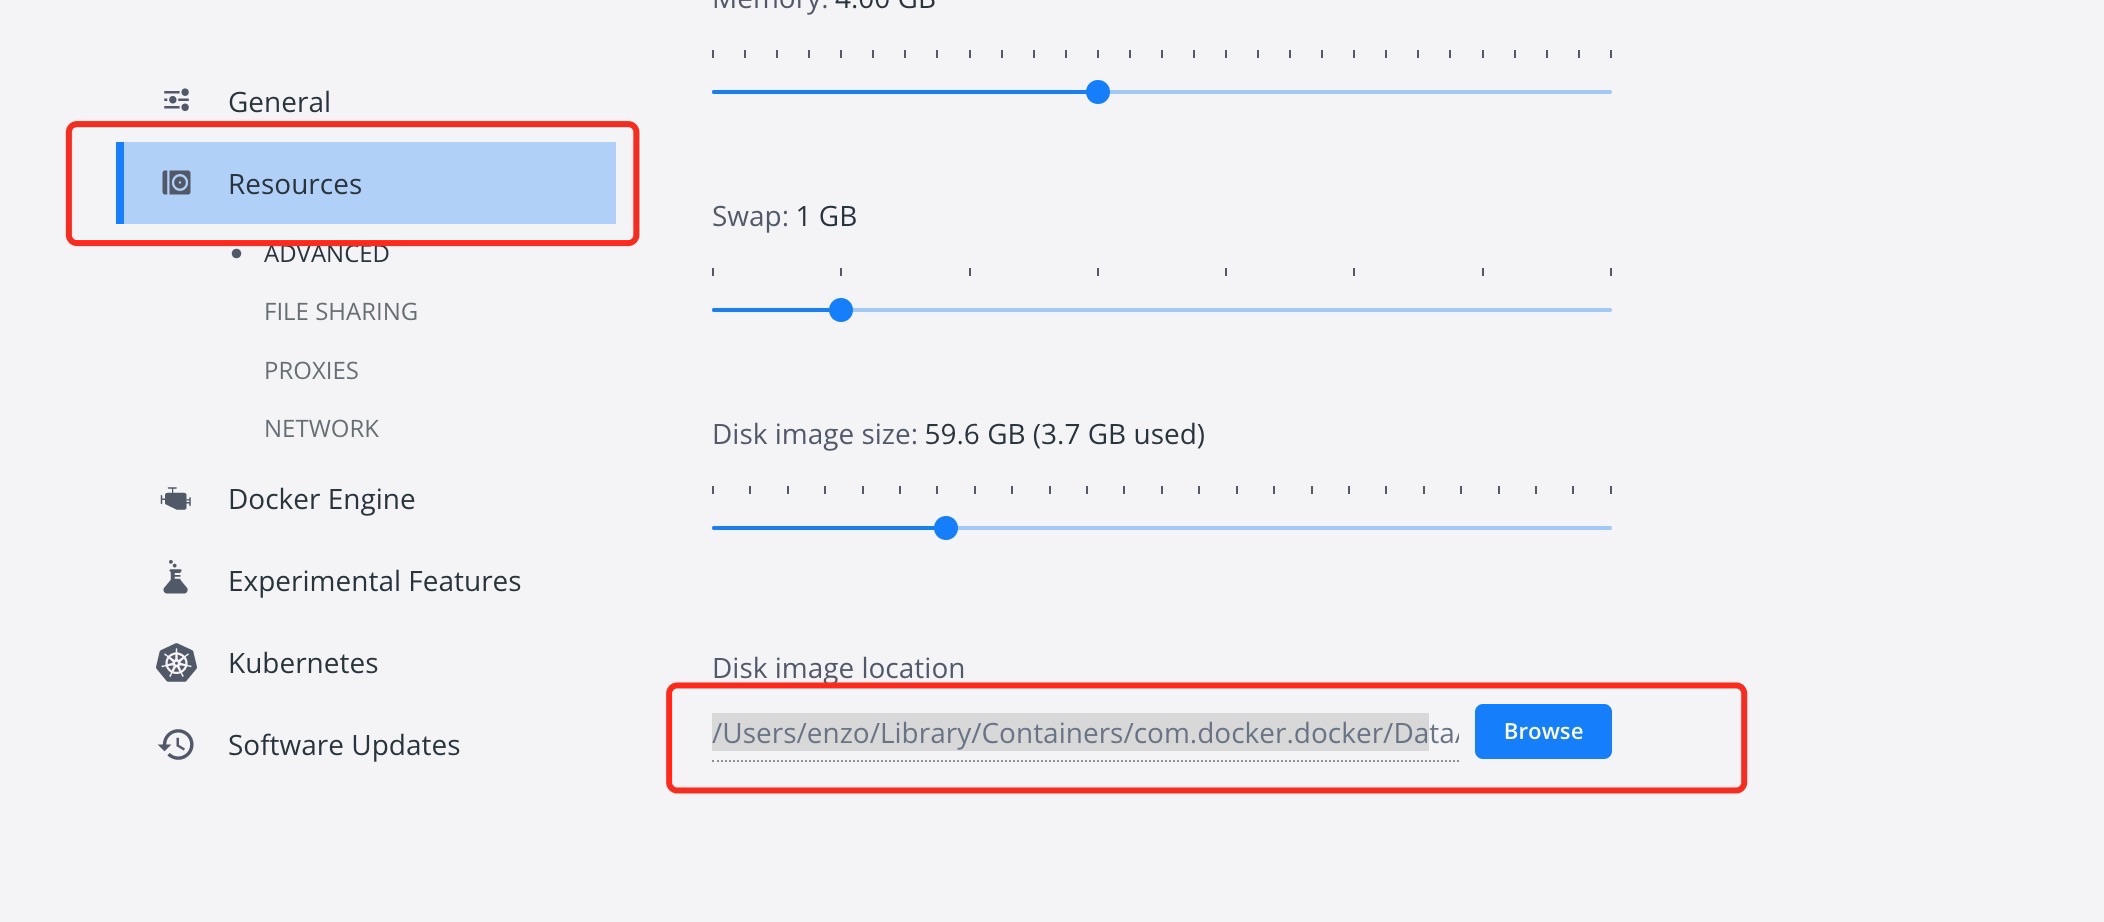 Memory: 4.00 GB
General
Resources
ADVANCED
FILE SHARING
PROXIES
NETWORK
Docker Engine
Experimental Features
Kubernetes
Software Updates
Swap: 1 GB
Disk image size: 59.6 GB (3.7 GB used)
Disk image location
/Users/enzo/Library/Containers/com.docker.docker/Data/
Browse